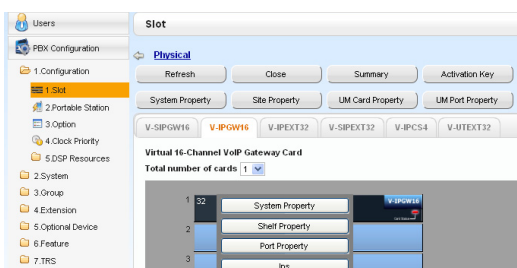 Users
PBX Configuration
1.Configuration
1.Slot
2.Portable Station
3.Option
4.Clock Priority
5.DSP Resources
2.System
3.Group
4.Extension
5.Optional Device
6.Feature
7.TRS
Slot
Physical
Refresh Close Summary Activation Key
System Property Site Property UM Card Property UM Port Property
V-SIPGW16 V-IPGW16 V-IPEXT32 V-SIPEXT32 V-IPCS4 V-UTEXT32
Virtual 16-Channel VoIP Gateway Card
Total number of cards 1
1 32 System Property V-IPGW16
2 Shelf Property
Port Property
3 Ins